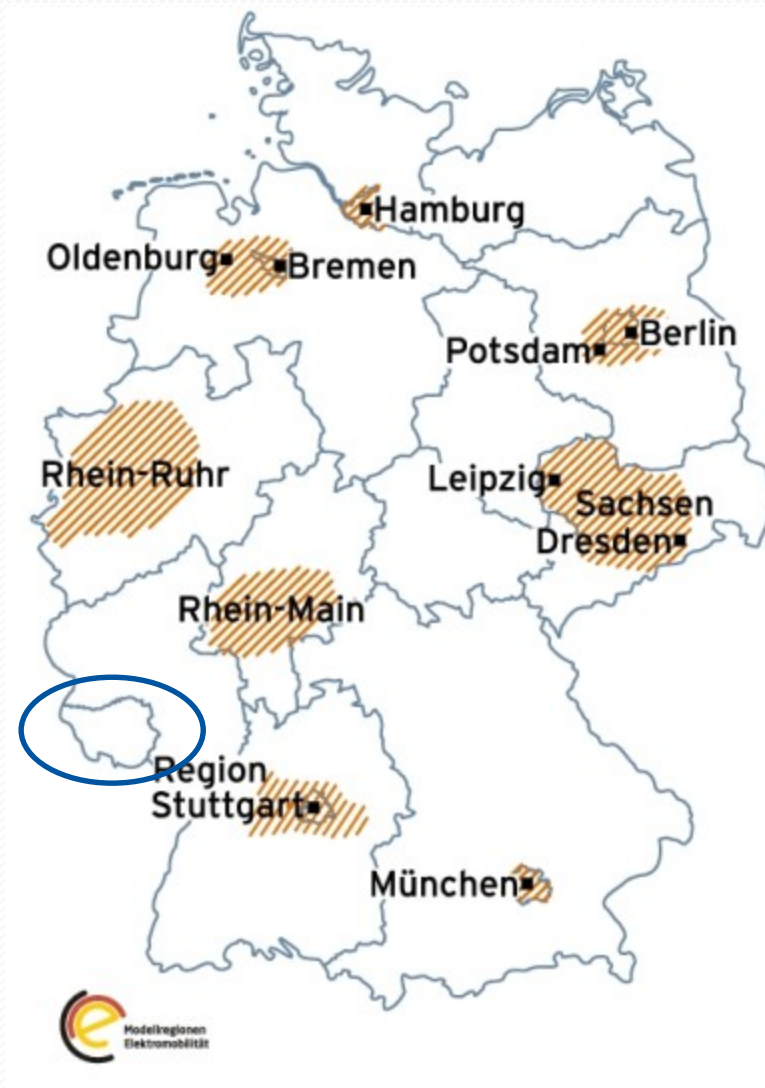 Hamburg
Oldenburg
Bremen
Berlin
Potsdam
Rhein-Ruhr
Leipzig
Sachsen
Dresden
Rhein-Main
Region
Stuttgart
München
Modellregionen
Elektromobilität